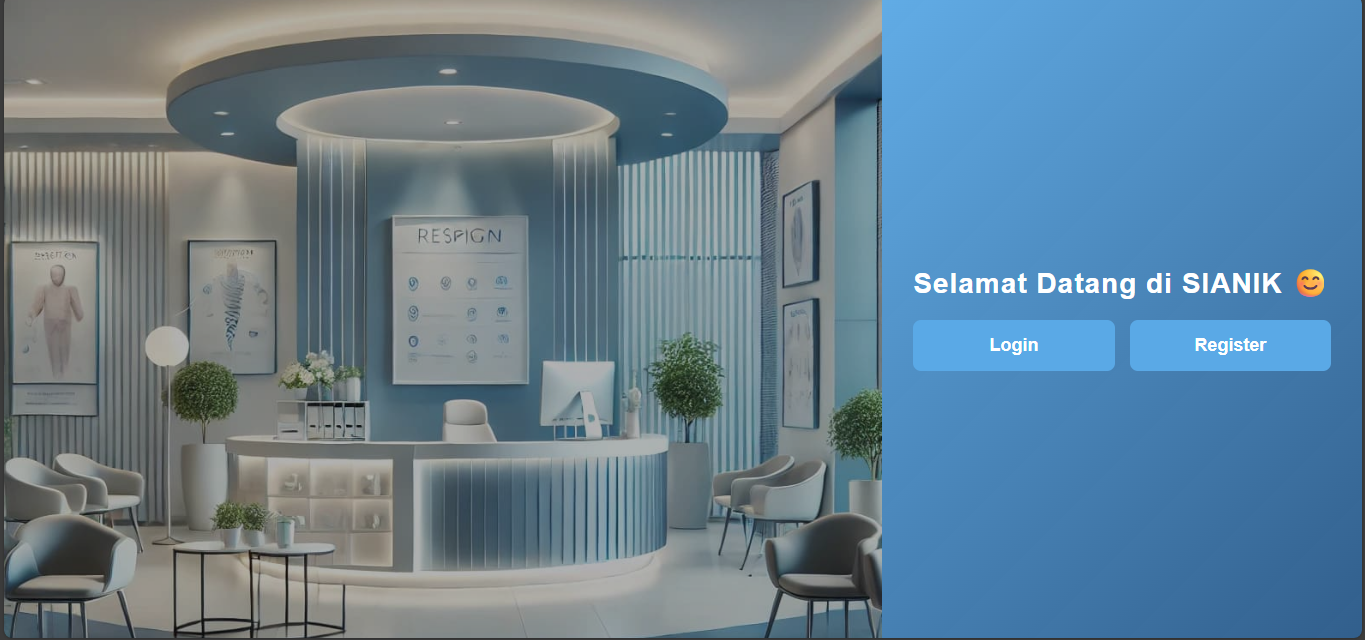 RESPIGN
Selamat Datang di SIANIK 😊
Login
Register